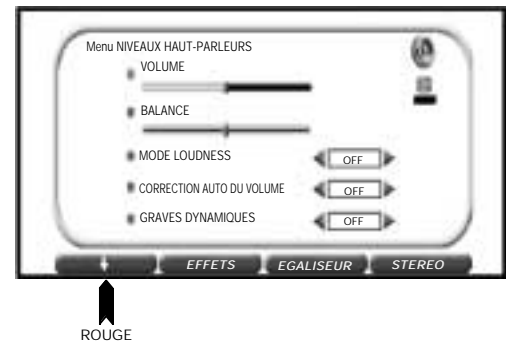 Menu NIVEAUX HAUT-PARLEURS
VOLUME
BALANCE
MODE LOUDNESS
OFF
CORRECTION AUTO DU VOLUME
OFF
GRAVES DYNAMIQUES
OFF
EFFETS
EGALISEUR
STEREO
ROUGE